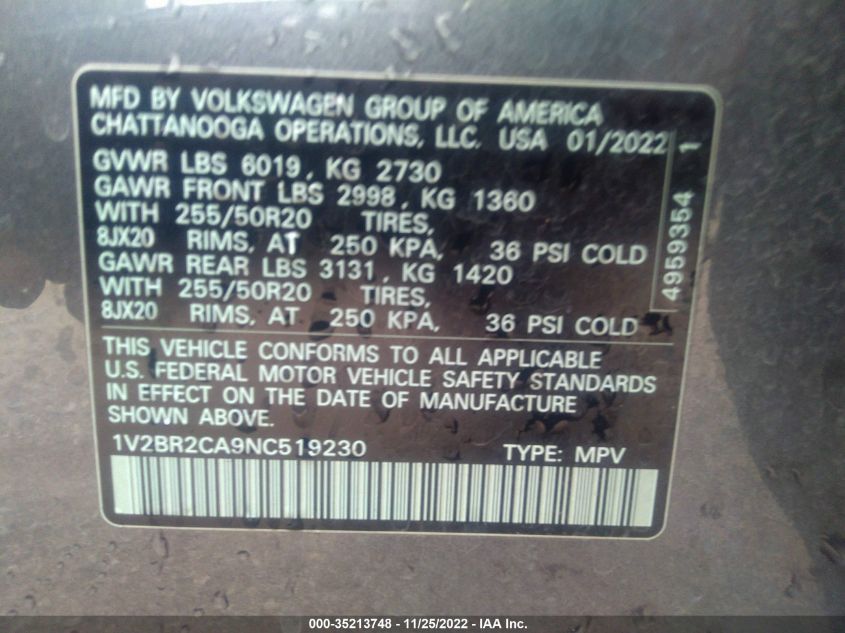 MFD BY VOLKSWAGEN GROUP OF AMERICA
CHATTANOOGA OPERATIONS, LLC. USA 01/2022
GVWR LBS 6019, KG 2730
GAWR FRONT LBS 2998, KG 1360
WITH 255/50R20 TIRES,
8JX20 RIMS, AT 250 KPA, 36 PSI COLD
GAWR REAR LBS 3131, KG 1420
WITH 255/50R20 TIRES,
8JX20 RIMS, AT 250 KPA, 36 PSI COLD
4959354 1
THIS VEHICLE CONFORMS TO ALL APPLICABLE
U.S. FEDERAL MOTOR VEHICLE SAFETY STANDARDS
IN EFFECT ON THE DATE OF MANUFACTURE
SHOWN ABOVE.
1V2BR2CA9NC519230 TYPE: MPV
000-35213748 - 11/25/2022 - IAA Inc.